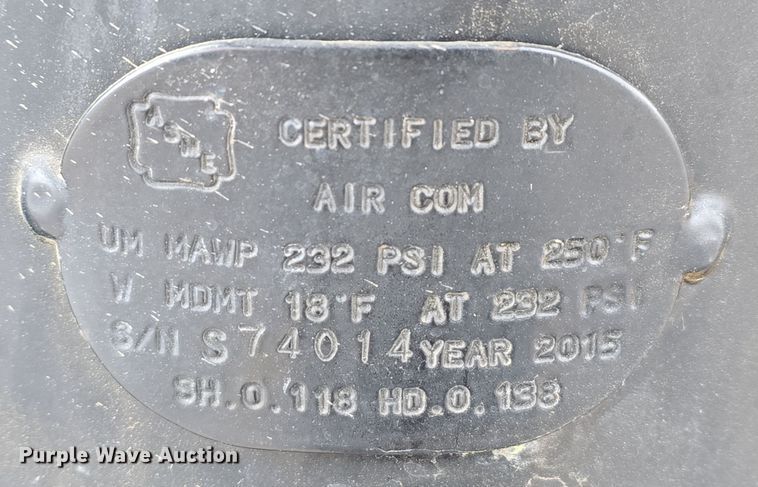 ASME
CERTIFIED BY
AIR COM
UM MAWP 232 PSI AT 250°F
W MDMT 18°F AT 232 PSI
S/N S74014 YEAR 2015
SH.0.118 HD.0.138
Purple Wave Auction